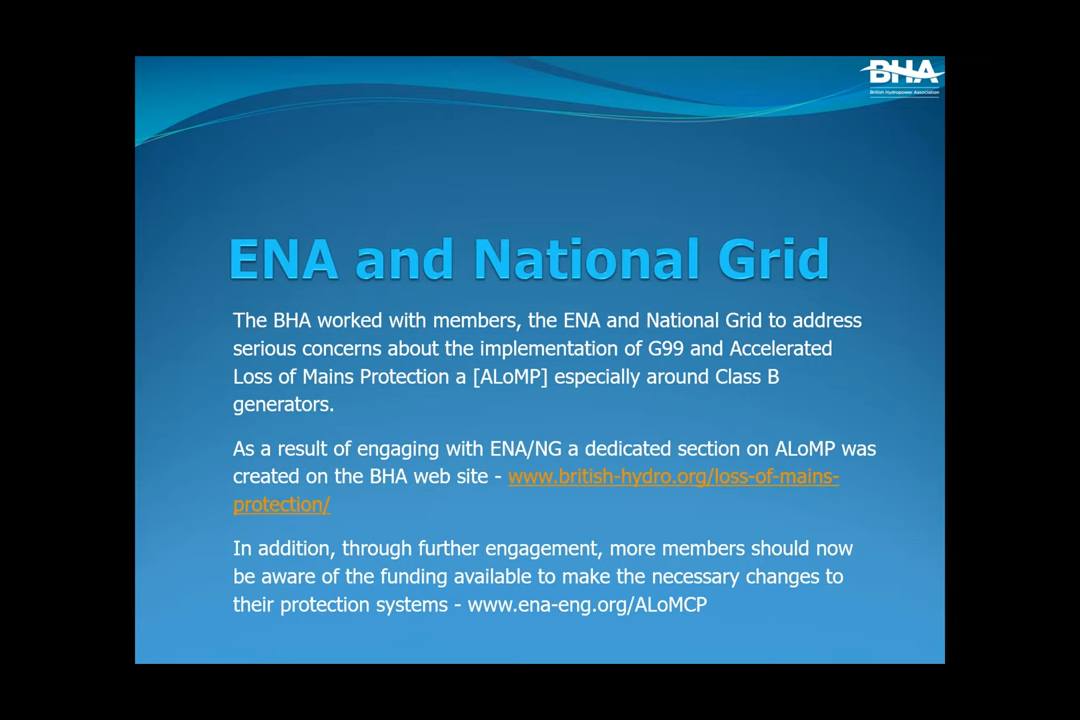 BHA
British Hydropower Association
ENA and National Grid
The BHA worked with members, the ENA and National Grid to address
serious concerns about the implementation of G99 and Accelerated
Loss of Mains Protection a [ALoMP] especially around Class B
generators.
As a result of engaging with ENA/NG a dedicated section on ALoMP was
created on the BHA web site - www.british-hydro.org/loss-of-mains-
protection/
In addition, through further engagement, more members should now
be aware of the funding available to make the necessary changes to
their protection systems - www.ena-eng.org/ALoMCP